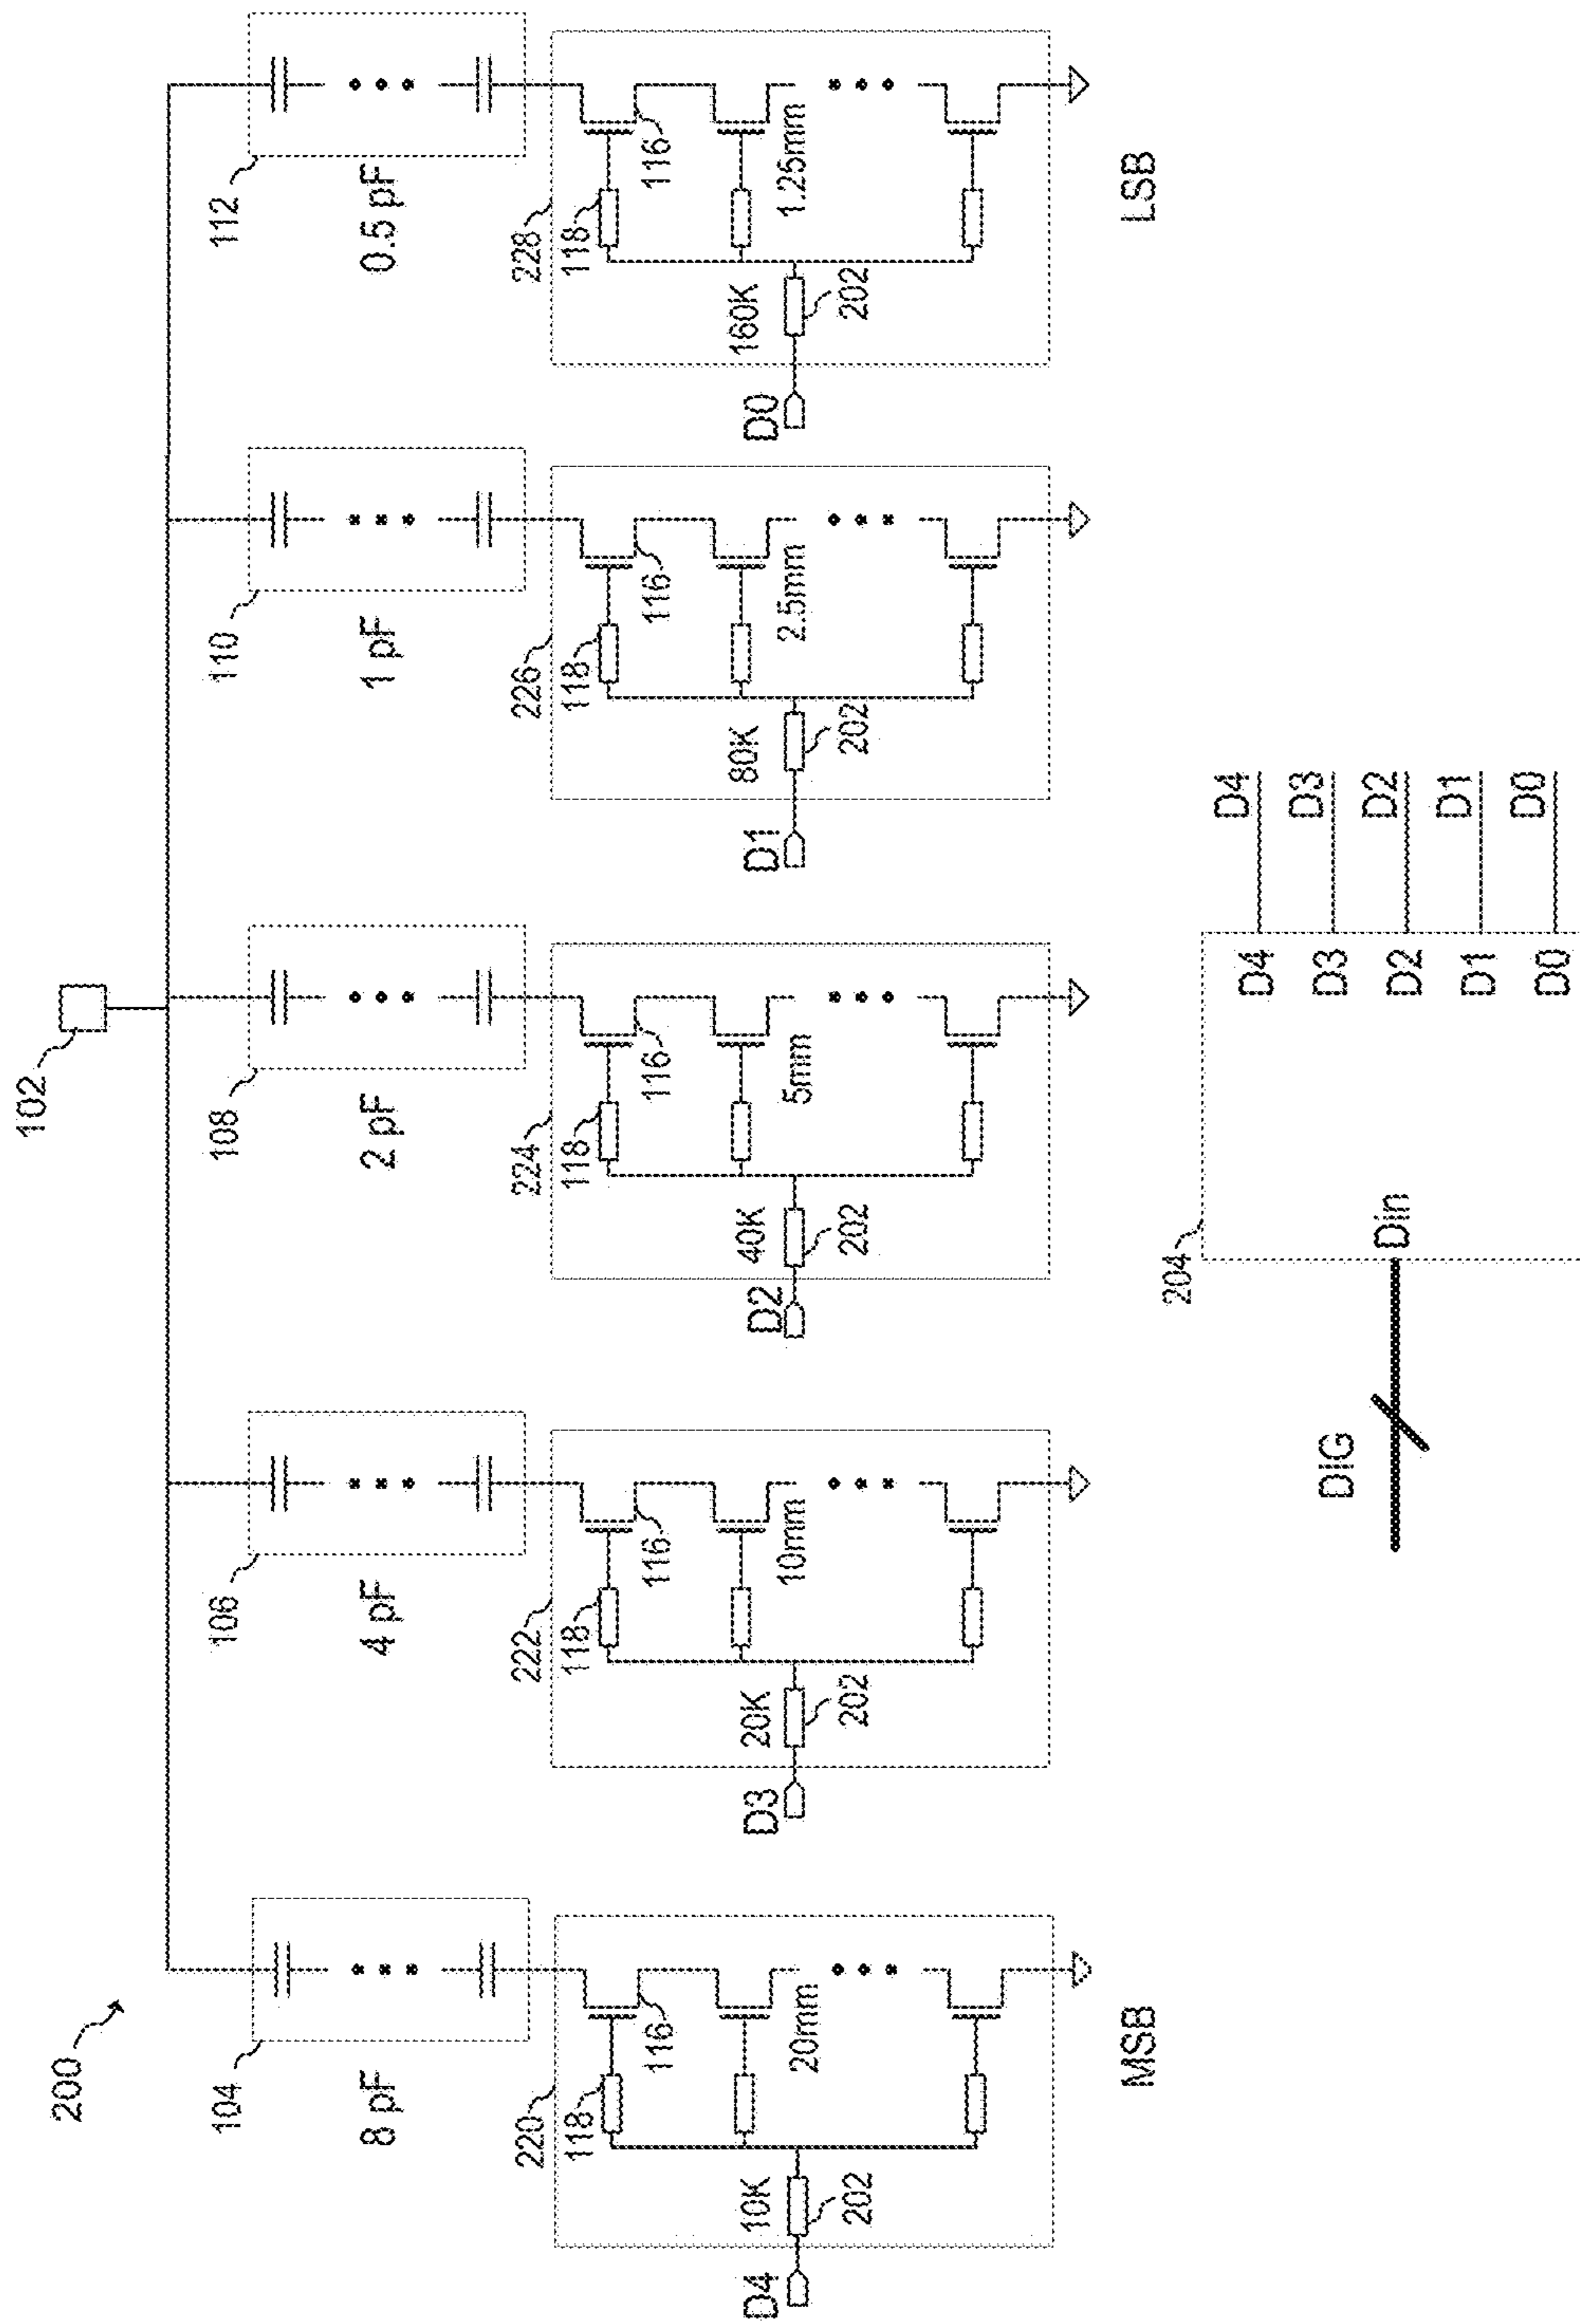 200
102
104
8 pF
106
4 pF
108
2 pF
110
1 pF
112
0.5 pF
220
118
116
10K
202
D4
20mm
222
118
116
20K
202
D3
10mm
224
118
116
40K
202
D2
5mm
226
118
116
80K
202
D1
2.5mm
228
118
116
160K
202
D0
1.25mm
MSB
LSB
204
DIG
Din
D4 D4
D3 D3
D2 D2
D1 D1
D0 D0